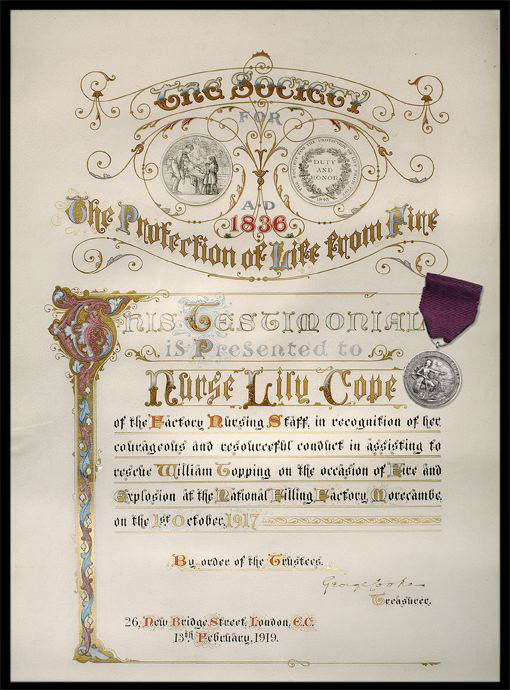 The Society
FOR
DUTY
AND
HONOR
A·D
1836
The Protection of Life from Fire
This Testimonial
is Presented to
Nurse Lily Cope
of the Factory Nursing Staff, in recognition of her
courageous and resourceful conduct in assisting to
rescue William Topping on the occasion of Fire and
Explosion at the National Filling Factory, Morecambe,
on the 1st October, 1917
By order of the Trustees.
Treasurer,
26, New Bridge Street, London, E.C.
13th February, 1919.